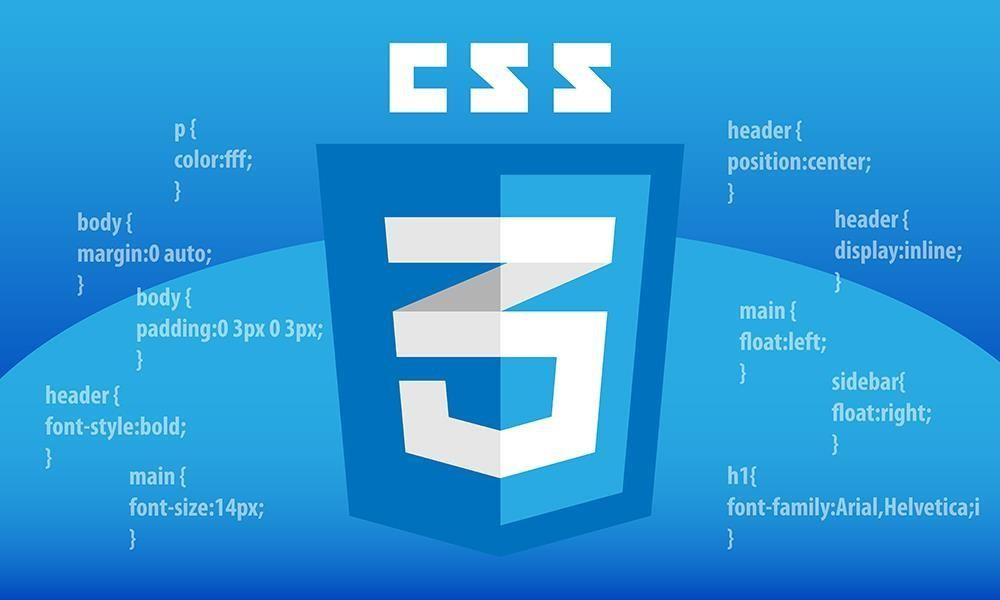 CSS
3
p {
color:fff;
}
body {
margin:0 auto;
}
body {
padding:0 3px 0 3px;
}
header {
font-style:bold;
}
main {
font-size:14px;
}
header {
position:center;
}
header {
display:inline;
}
main {
float:left;
}
sidebar{
float:right;
}
h1{
font-family:Arial,Helvetica;i
}